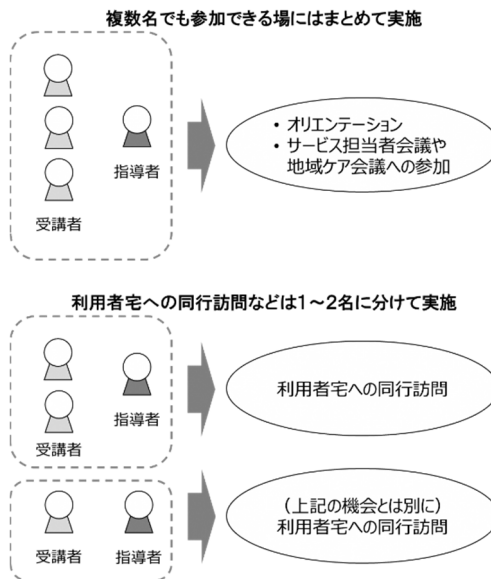 複数名でも参加できる場にはまとめて実施
・ オリエンテーション
・ サービス担当者会議や
地域ケア会議への参加
指導者
受講者
利用者宅への同行訪問などは１～２名に分けて実施
利用者宅への同行訪問
指導者
受講者
（上記の機会とは別に）
利用者宅への同行訪問
受講者
指導者